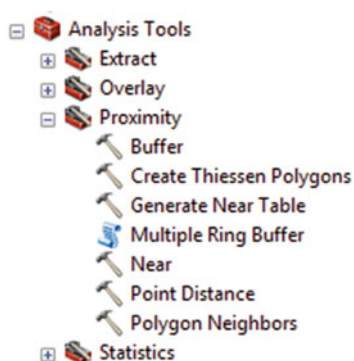 Analysis Tools
Extract
Overlay
Proximity
Buffer
Create Thiessen Polygons
Generate Near Table
Multiple Ring Buffer
Near
Point Distance
Polygon Neighbors
Statistics